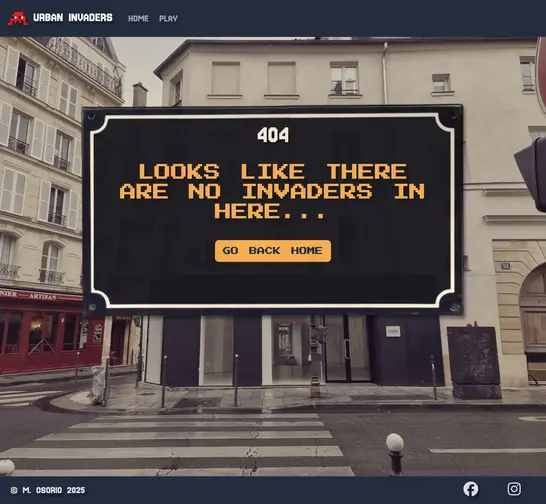 URBAN INVADERS
HOME PLAY
404
LOOKS LIKE THERE
ARE NO INVADERS IN
HERE...
GO BACK HOME
NIER - ARTISAN
© M. OSORIO 2025